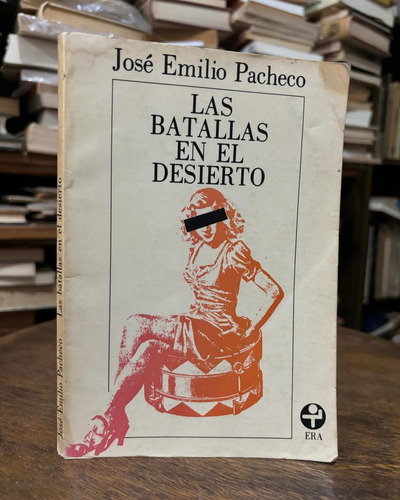 José Emilio Pacheco
LAS
BATALLAS
EN EL
DESIERTO
ERA
José Emilio Pacheco Las batallas en el desierto